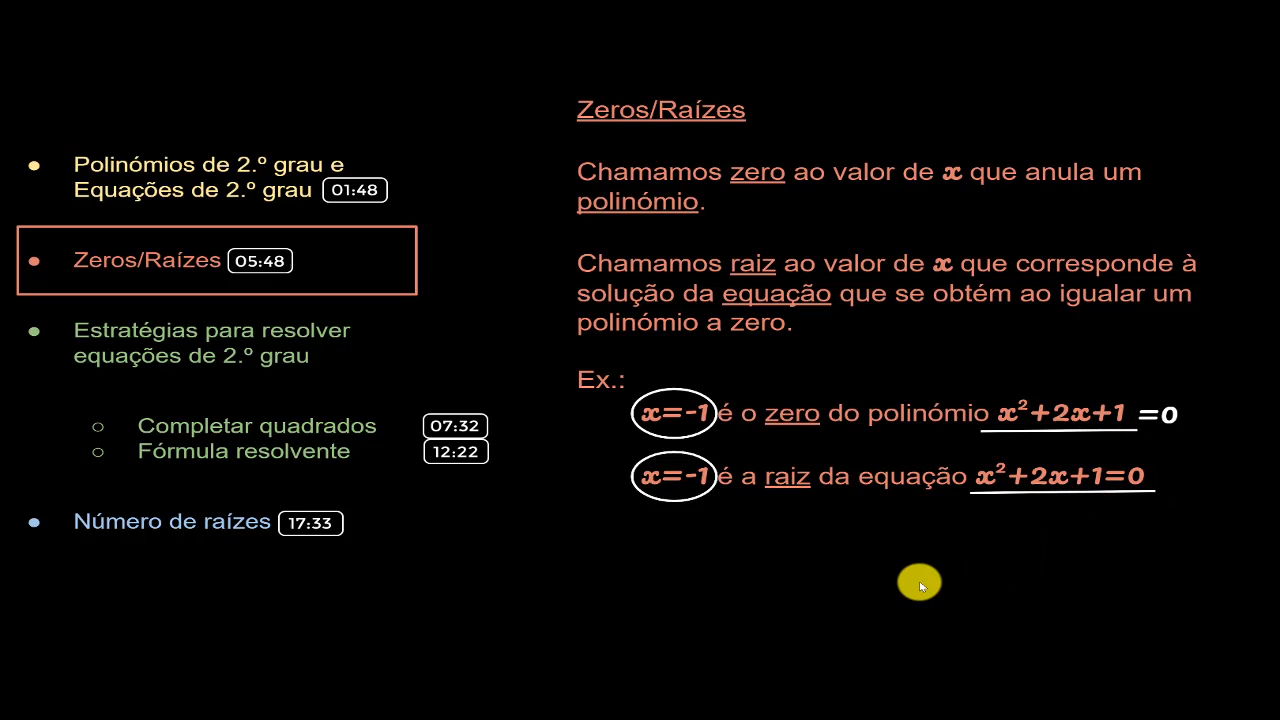 ● Polinómios de 2.º grau e
Equações de 2.º grau 01:48
● Zeros/Raízes 05:48
● Estratégias para resolver
equações de 2.º grau
○ Completar quadrados 07:32
○ Fórmula resolvente 12:22
● Número de raízes 17:33
Zeros/Raízes
Chamamos zero ao valor de x que anula um
polinómio.
Chamamos raiz ao valor de x que corresponde à
solução da equação que se obtém ao igualar um
polinómio a zero.
Ex.:
x=-1 é o zero do polinómio x²+2x+1 =0
x=-1 é a raiz da equação x²+2x+1=0